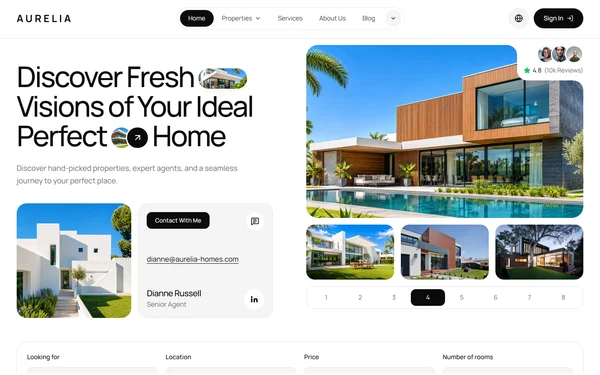 AURELIA
Home
Properties
Services
About Us
Blog
Sign In
Discover Fresh
Visions of Your Ideal
Perfect Home
Discover hand-picked properties, expert agents, and a seamless
journey to your perfect place.
Contact With Me
dianne@aurelia-homes.com
Dianne Russell
Senior Agent
in
4.8 (10k Reviews)
1 2 3 4 5 6 7 8
Looking for
Location
Price
Number of rooms